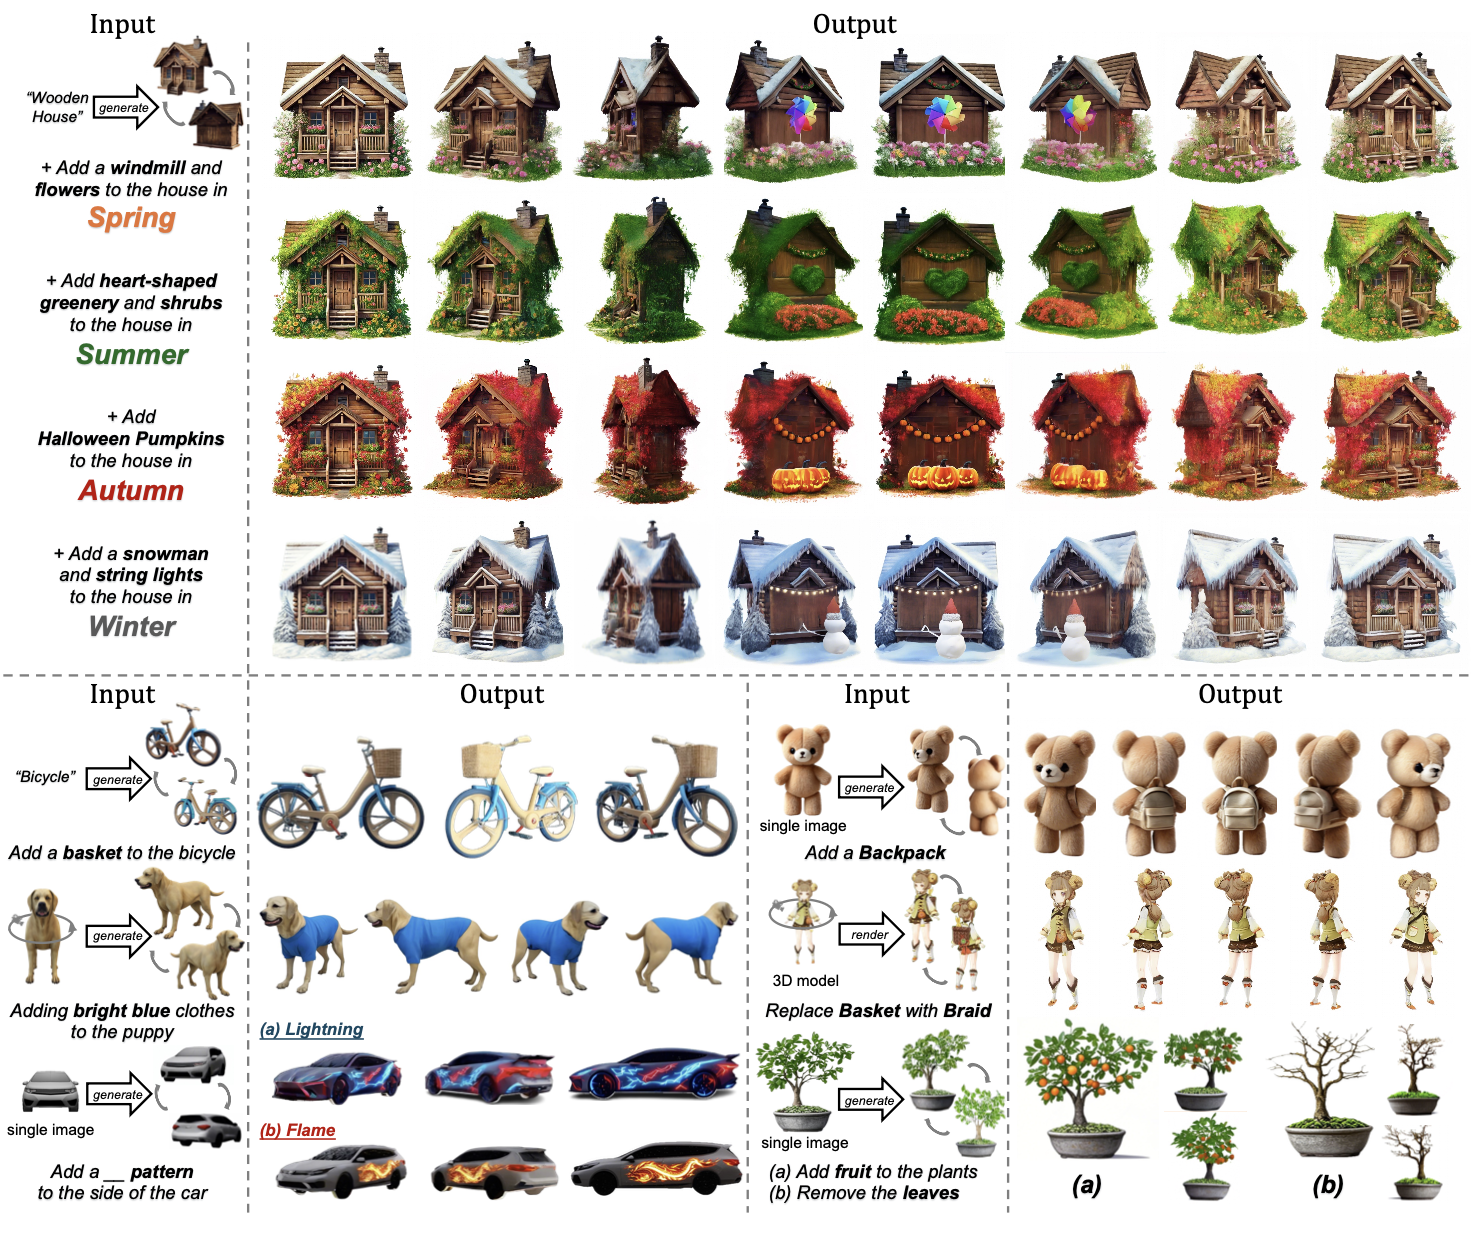 Input
Output
“Wooden
House”
generate
+ Add a windmill and
flowers to the house in
Spring
+ Add heart-shaped
greenery and shrubs
to the house in
Summer
+ Add
Halloween Pumpkins
to the house in
Autumn
+ Add a snowman
and string lights
to the house in
Winter
Input
Output
“Bicycle”
generate
Add a basket to the bicycle
generate
Adding bright blue clothes
to the puppy
generate
single image
Add a __ pattern
to the side of the car
(a) Lightning
(b) Flame
Input
Output
generate
single image
Add a Backpack
render
3D model
Replace Basket with Braid
generate
single image
(a) Add fruit to the plants
(b) Remove the leaves
(a)
(b)